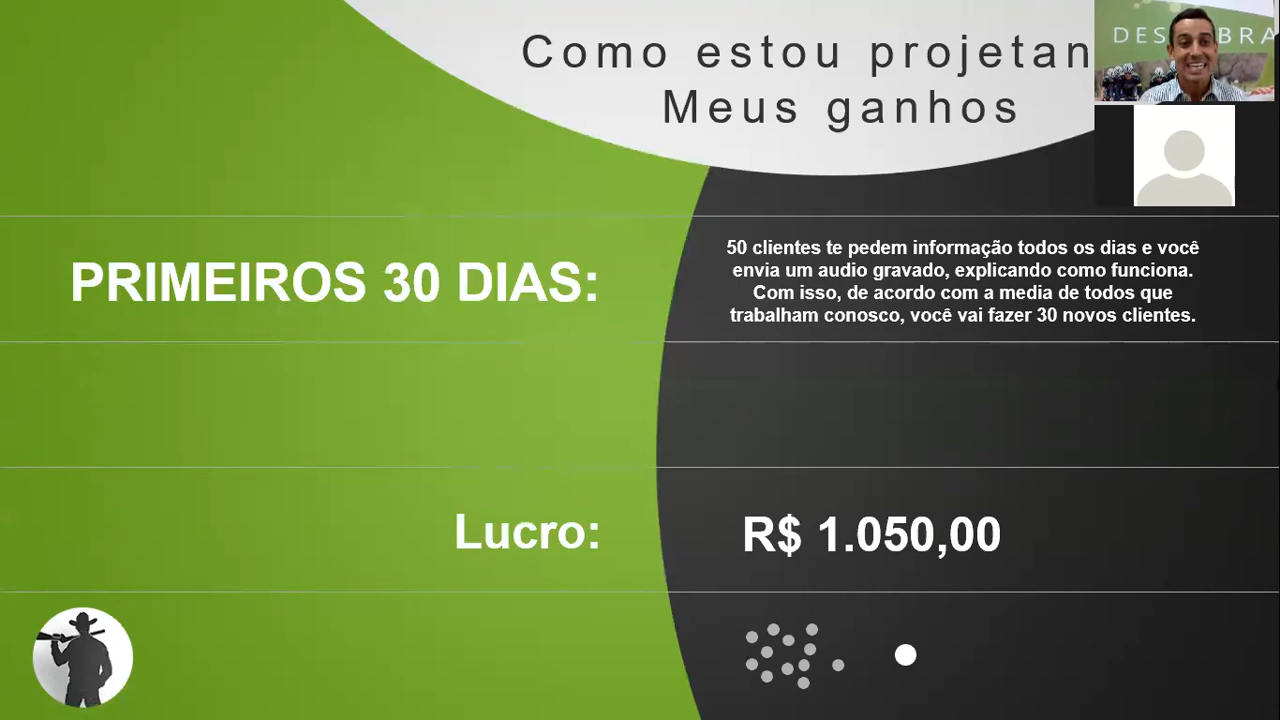 Como estou projetan
Meus ganhos
PRIMEIROS 30 DIAS:
50 clientes te pedem informação todos os dias e você
envia um audio gravado, explicando como funciona.
Com isso, de acordo com a media de todos que
trabalham conosco, você vai fazer 30 novos clientes.
Lucro:
R$ 1.050,00